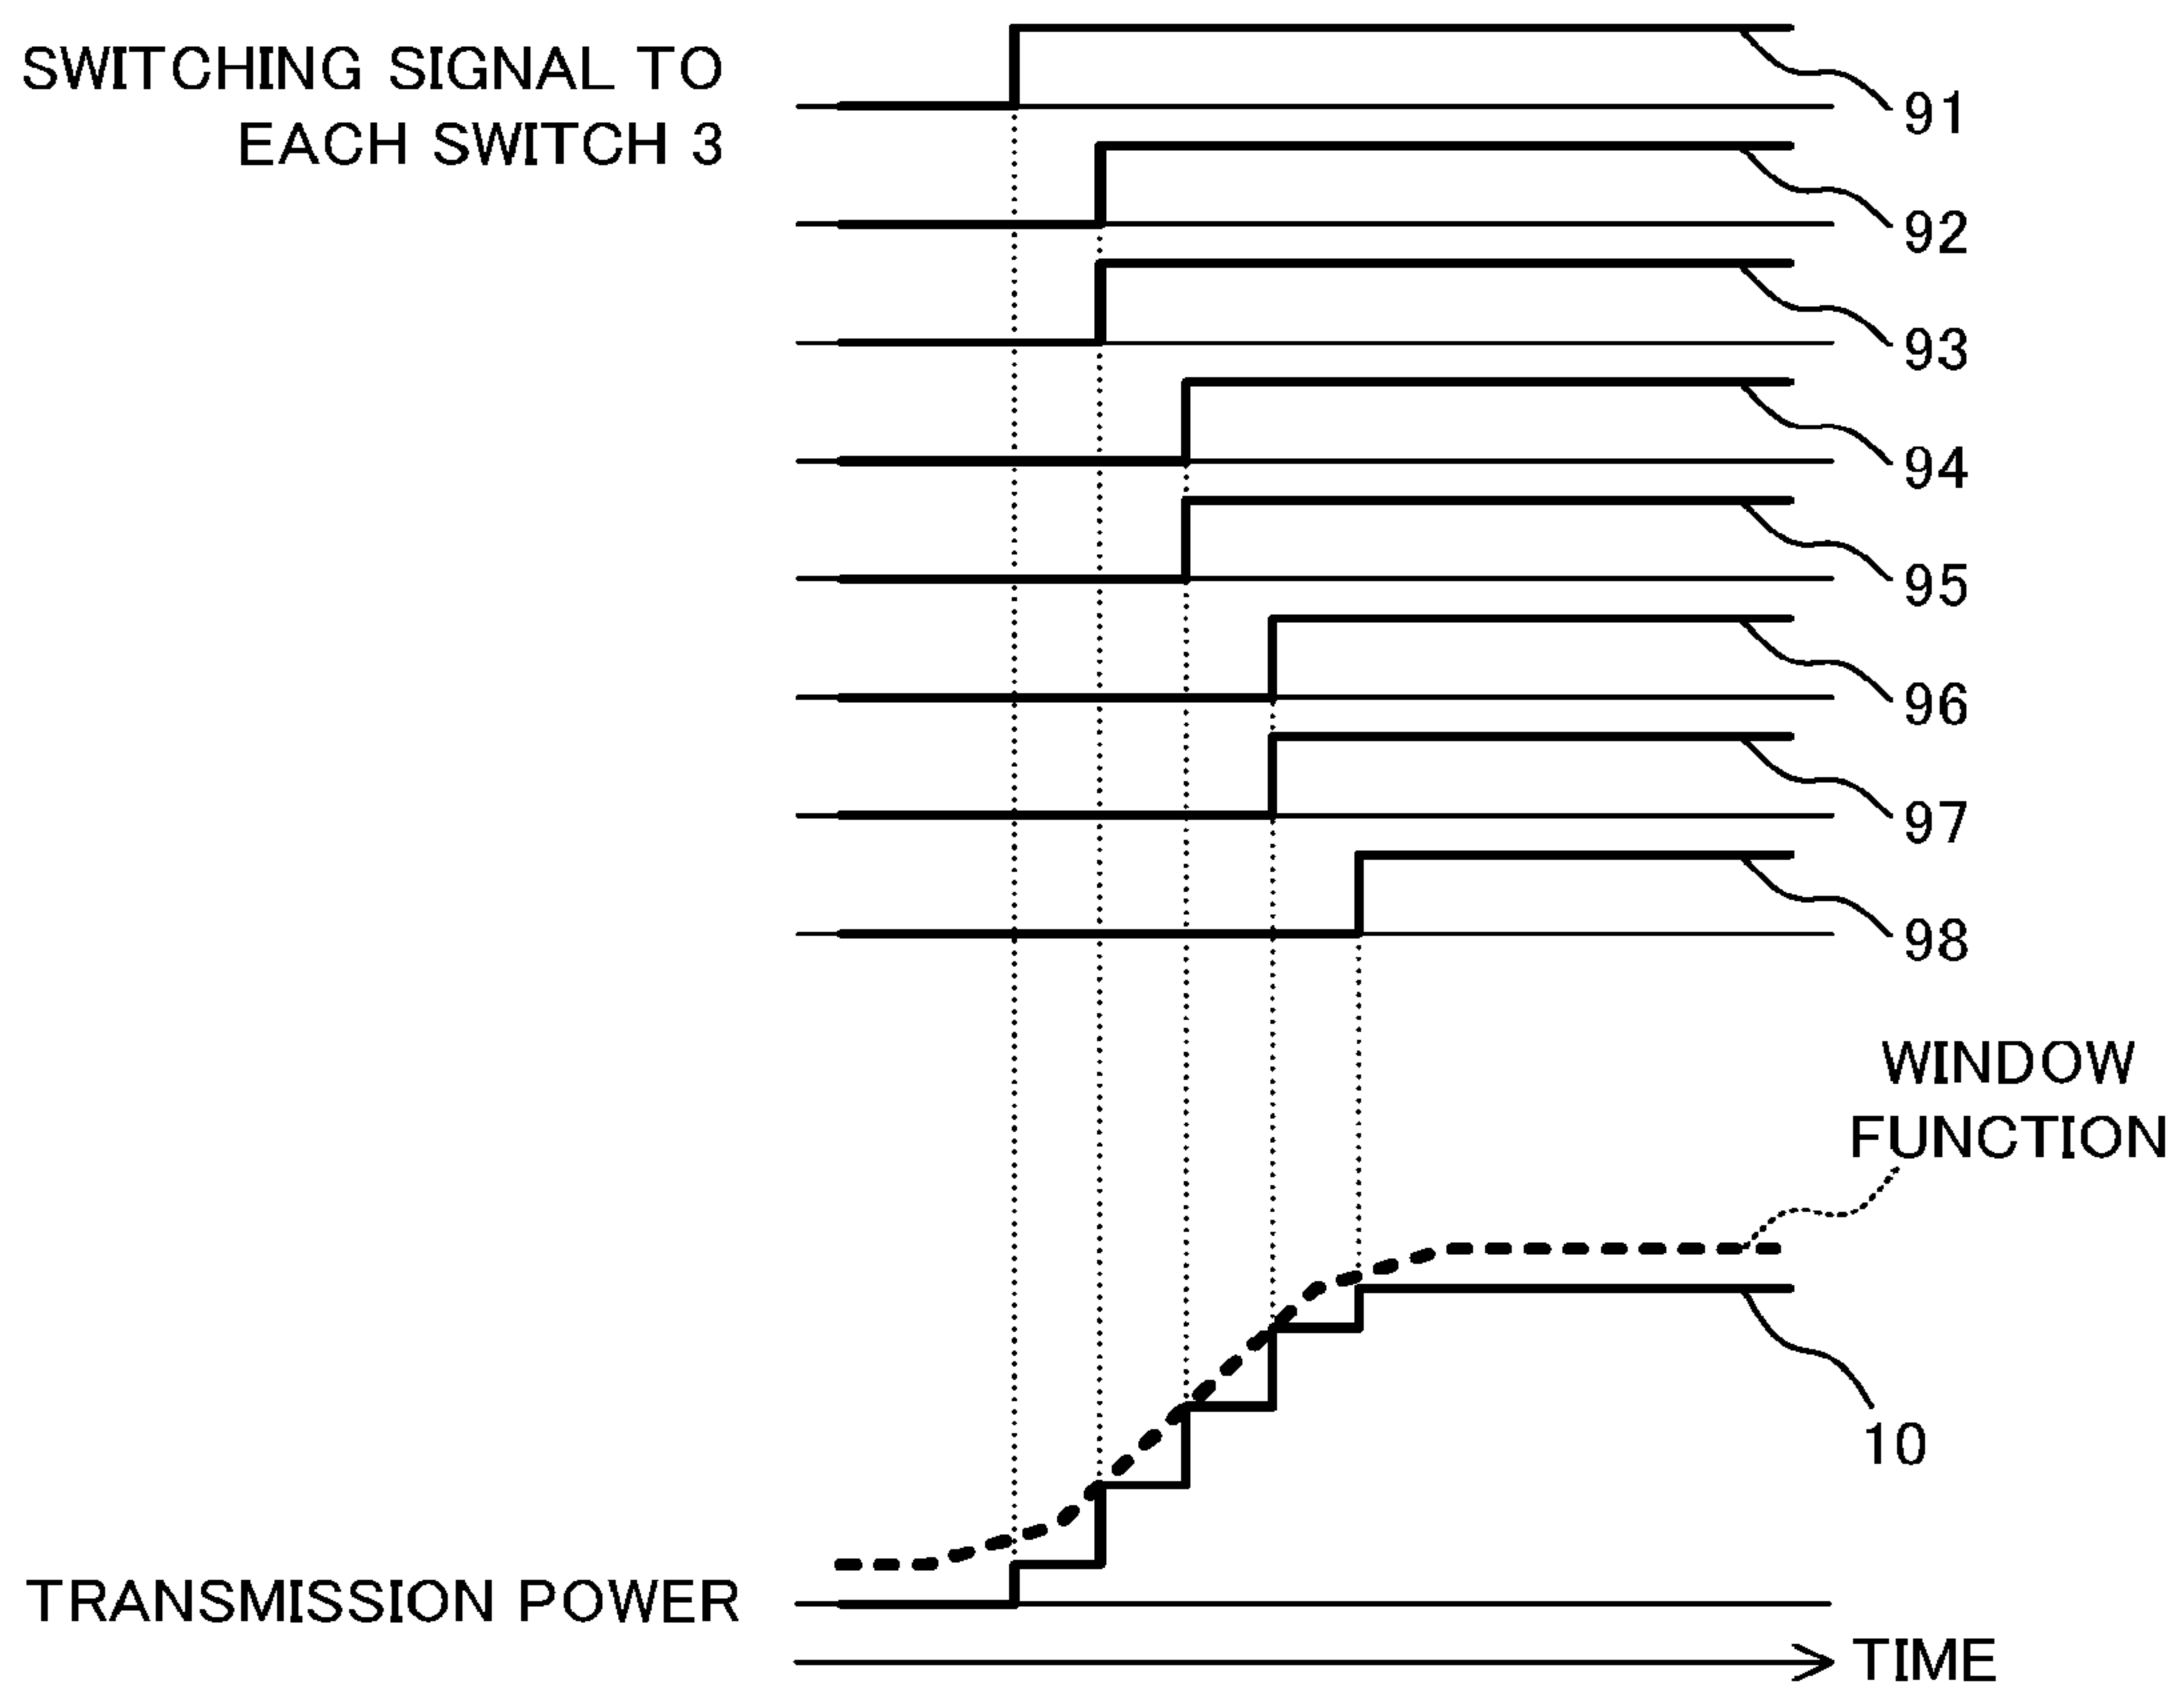 SWITCHING SIGNAL TO
EACH SWITCH 3
91
92
93
94
95
96
97
98
WINDOW
FUNCTION
10
TRANSMISSION POWER
TIME